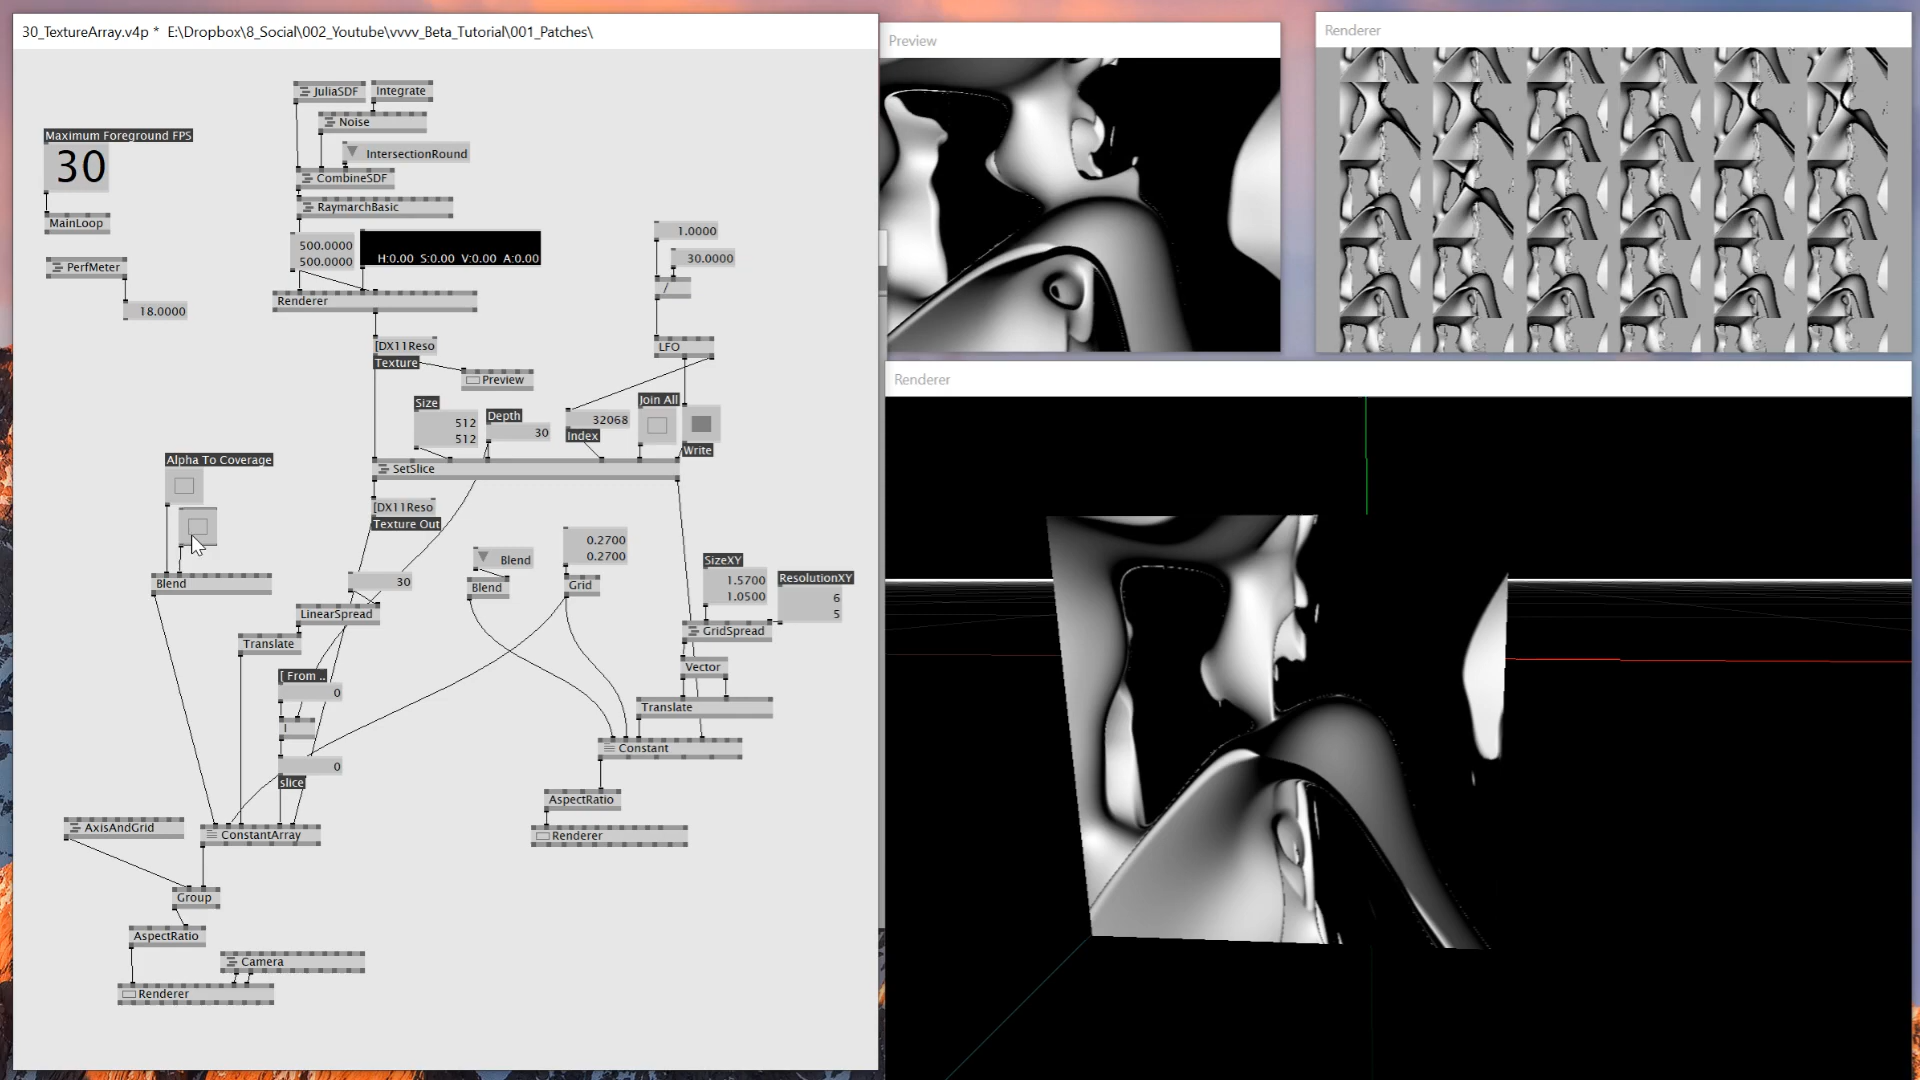 30_TextureArray.v4p *  E:\Dropbox\8_Social\002_Youtube\vvvv_Beta_Tutorial\001_Patches\
Preview
Renderer
JuliaSDF
Integrate
Noise
Maximum Foreground FPS
30
IntersectionRound
CombineSDF
RaymarchBasic
MainLoop
1.0000
500.0000
500.0000
H:0.00  S:0.00  V:0.00  A:0.00
30.0000
PerfMeter
/
Renderer
18.0000
[DX11Reso
Texture
LFO
Preview
Renderer
Size
512
512
Depth
30
32068
Index
Join All
Write
Alpha To Coverage
SetSlice
[DX11Reso
Texture Out
0.2700
0.2700
Blend
Blend
Grid
SizeXY
1.5700
1.0500
ResolutionXY
6
5
Blend
30
LinearSpread
GridSpread
Translate
Vector
[ From ..
0
Translate
|
Constant
0
slice
AspectRatio
AxisAndGrid
ConstantArray
Renderer
Group
AspectRatio
Camera
Renderer